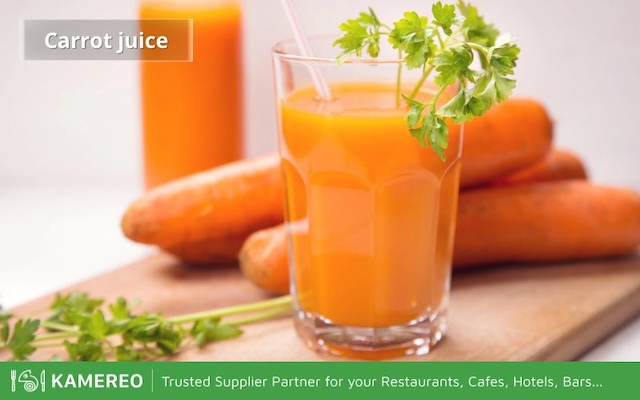 Carrot juice
KAMEREO
Trusted Supplier Partner for your Restaurants, Cafes, Hotels, Bars...